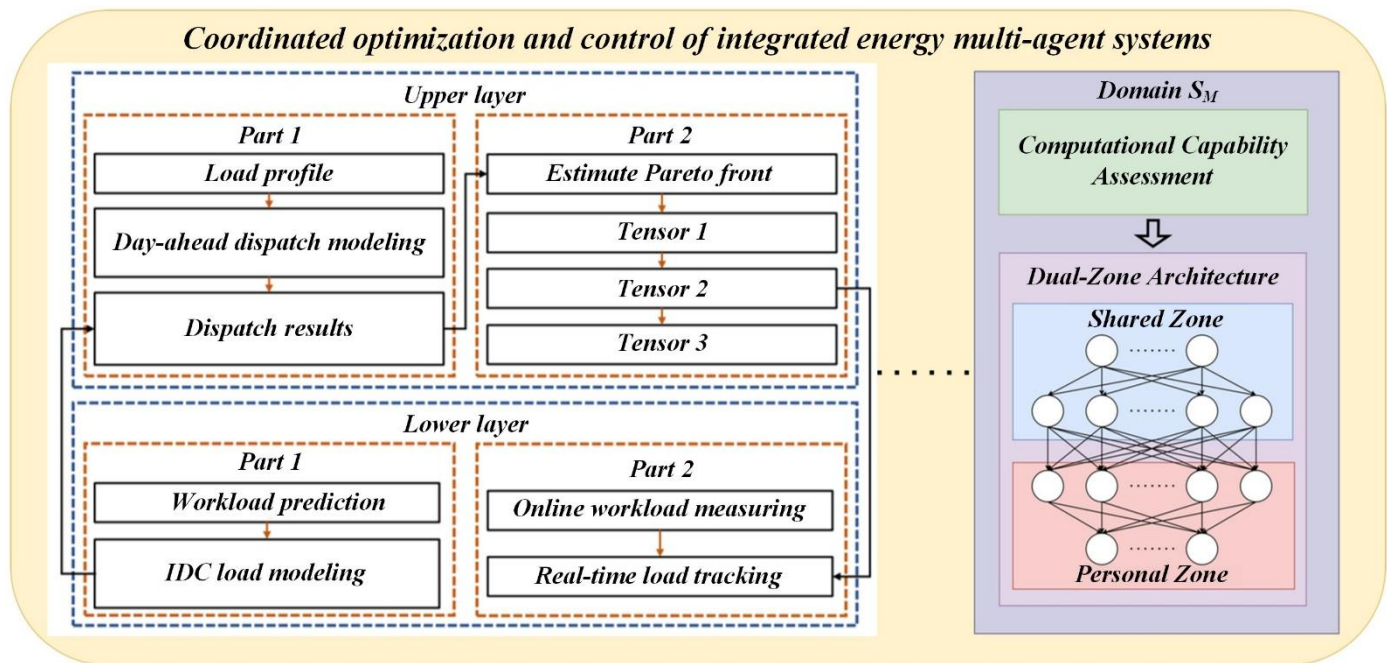 Coordinated optimization and control of integrated energy multi-agent systems
Upper layer
Part 1
Load profile
Day-ahead dispatch modeling
Dispatch results
Part 2
Estimate Pareto front
Tensor 1
Tensor 2
Tensor 3
Lower layer
Part 1
Workload prediction
IDC load modeling
Part 2
Online workload measuring
Real-time load tracking
Domain S_M
Computational Capability
Assessment
Dual-Zone Architecture
Shared Zone
Personal Zone